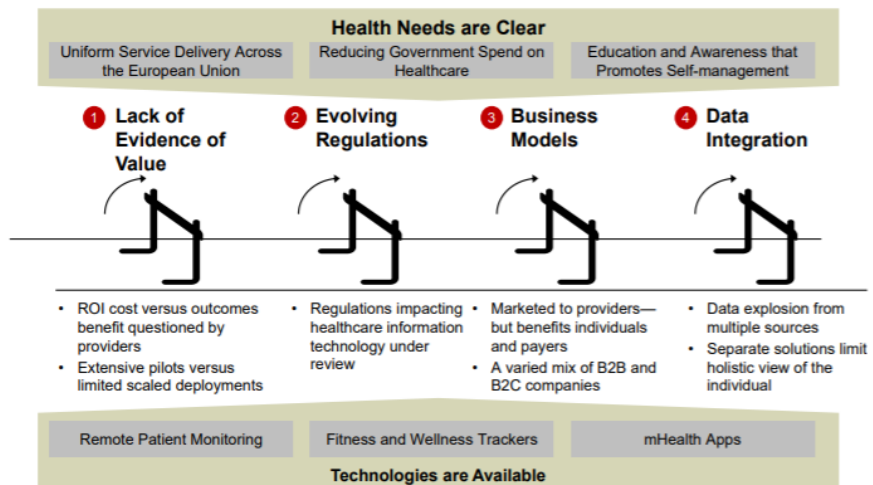 Health Needs are Clear
Uniform Service Delivery Across
the European Union
Reducing Government Spend on
Healthcare
Education and Awareness that
Promotes Self-management
1 Lack of
Evidence of
Value
2 Evolving
Regulations
3 Business
Models
4 Data
Integration
• ROI cost versus outcomes
benefit questioned by
providers
• Extensive pilots versus
limited scaled deployments
• Regulations impacting
healthcare information
technology under
review
• Marketed to providers—
but benefits individuals
and payers
• A varied mix of B2B and
B2C companies
• Data explosion from
multiple sources
• Separate solutions limit
holistic view of the
individual
Remote Patient Monitoring
Fitness and Wellness Trackers
mHealth Apps
Technologies are Available